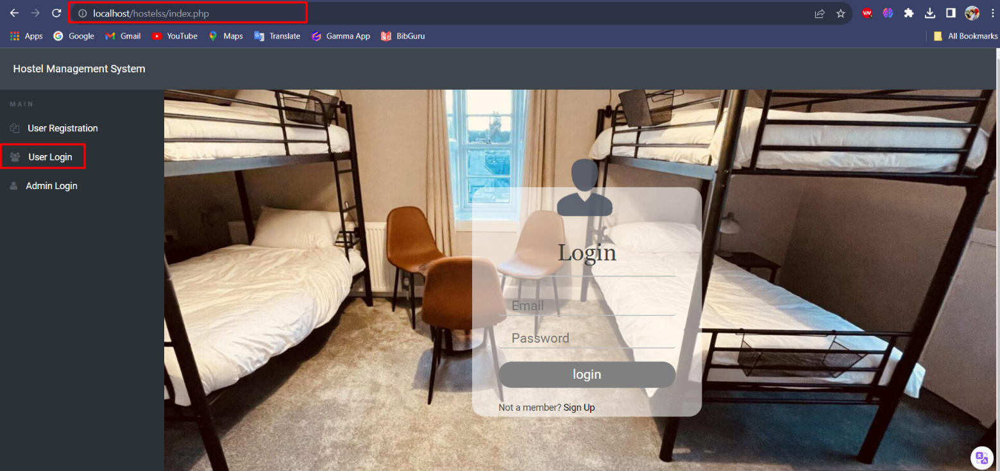 localhost/hostelss/index.php
Apps Google Gmail YouTube Maps Translate Gamma App BibGuru All Bookmarks
Hostel Management System
MAIN
User Registration
User Login
Admin Login
Login
Email
Password
login
Not a member? Sign Up